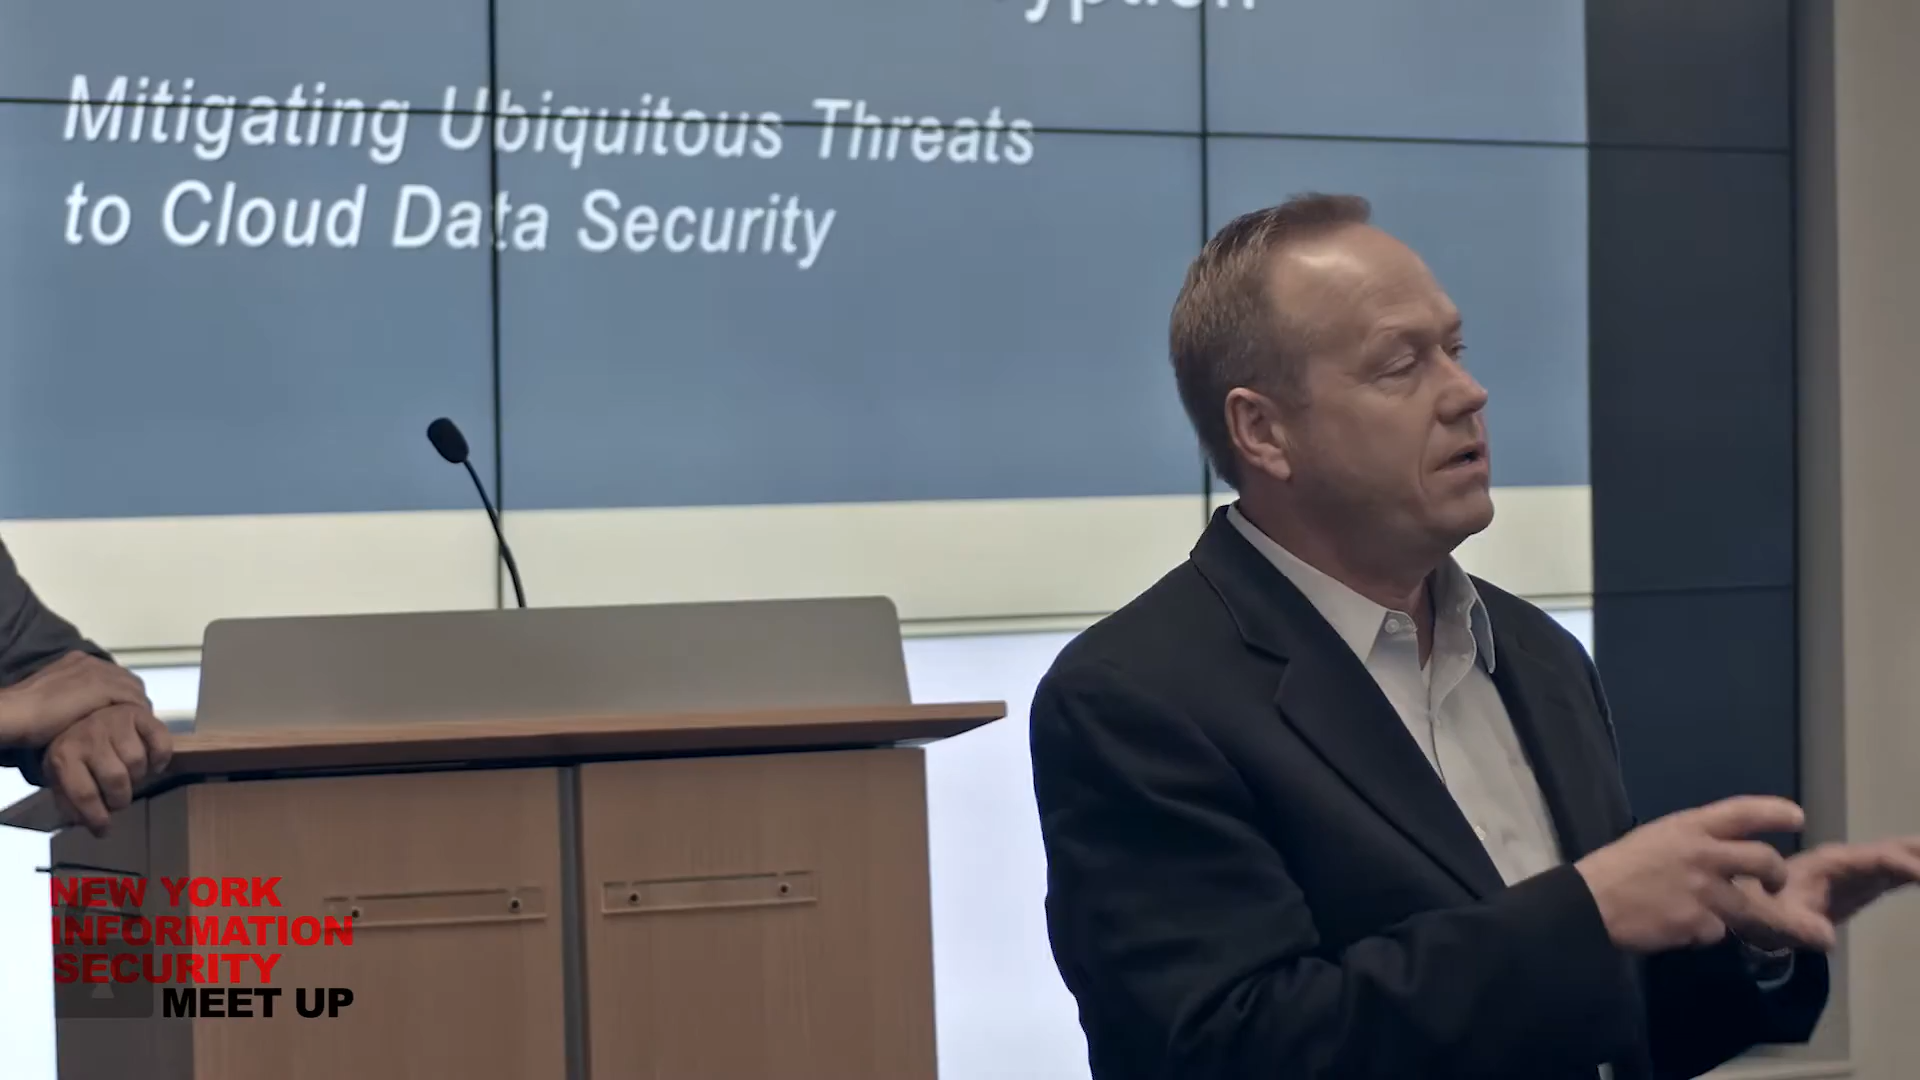 Mitigating Ubiquitous Threats
to Cloud Data Security
NEW YORK
INFORMATION
SECURITY
MEET UP